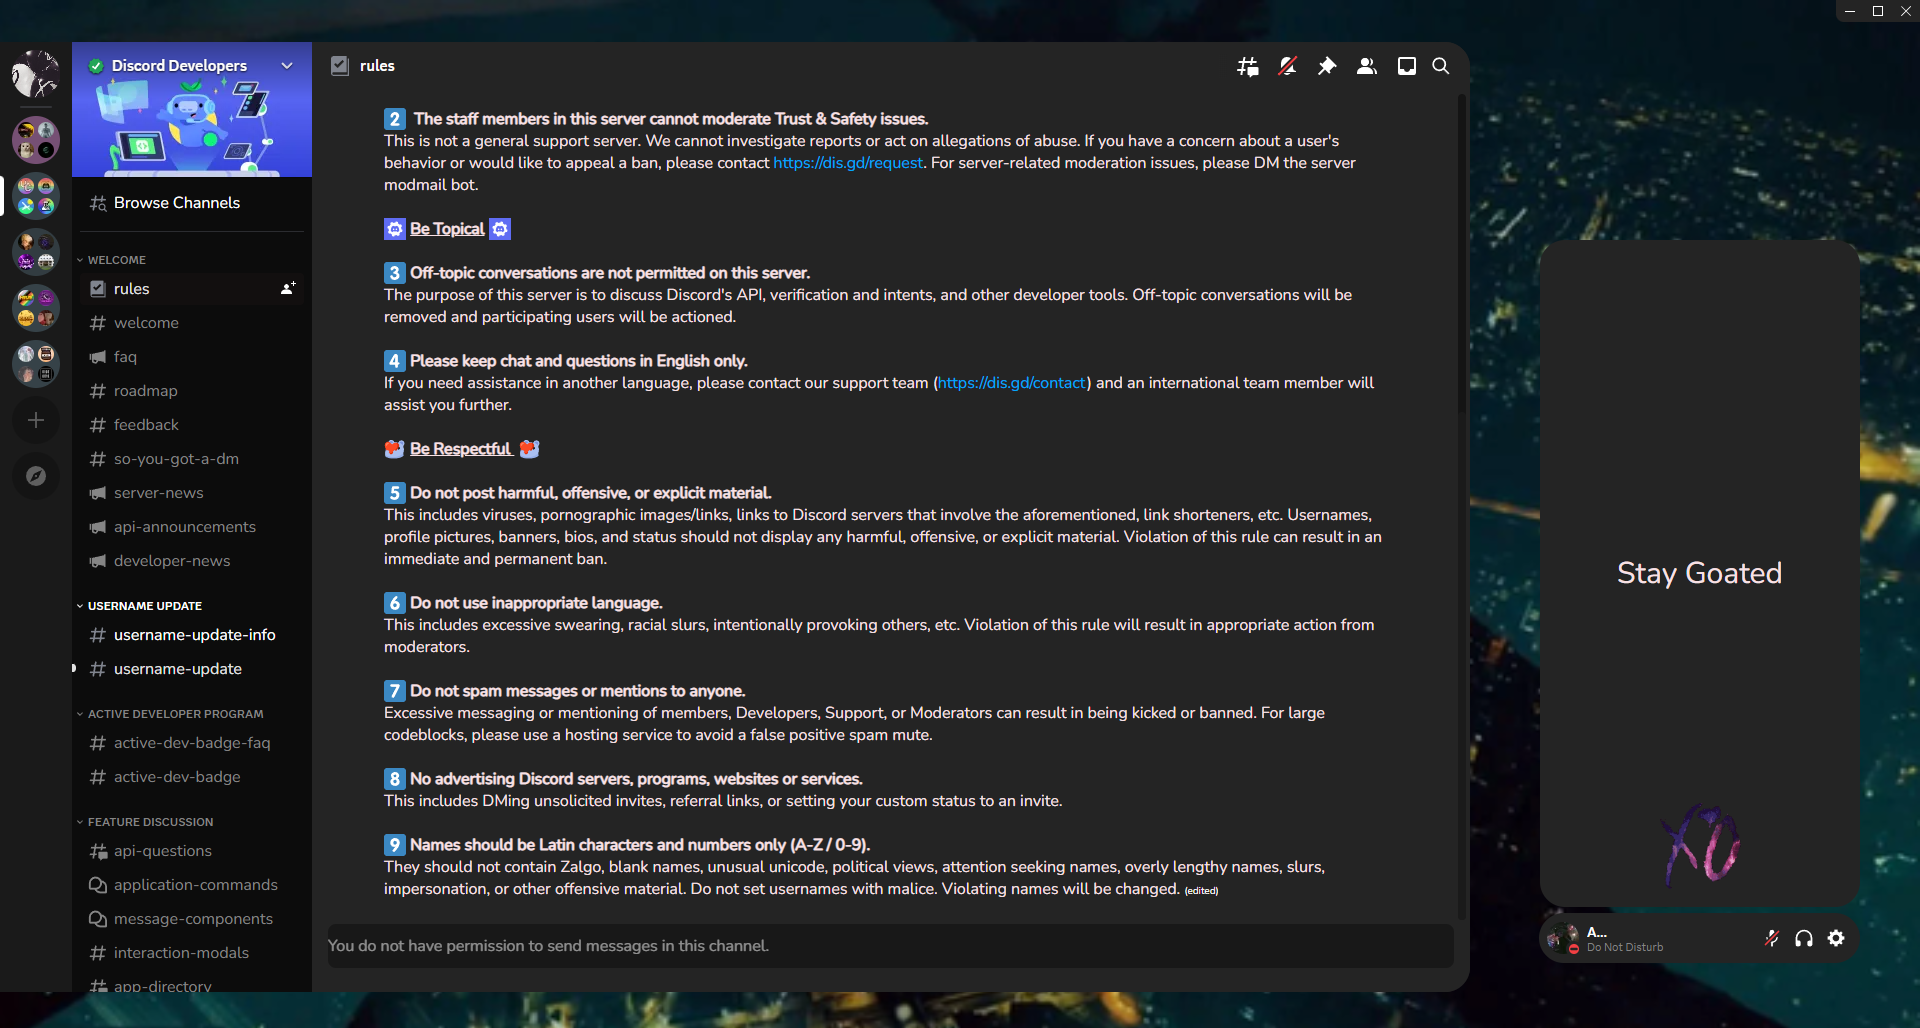 Discord Developers
Browse Channels
WELCOME
rules
welcome
faq
roadmap
feedback
so-you-got-a-dm
server-news
api-announcements
developer-news
USERNAME UPDATE
username-update-info
username-update
ACTIVE DEVELOPER PROGRAM
active-dev-badge-faq
active-dev-badge
FEATURE DISCUSSION
api-questions
application-commands
message-components
interaction-modals
app-directory
rules
2 The staff members in this server cannot moderate Trust & Safety issues.
This is not a general support server. We cannot investigate reports or act on allegations of abuse. If you have a concern about a user's
behavior or would like to appeal a ban, please contact https://dis.gd/request. For server-related moderation issues, please DM the server
modmail bot.
Be Topical
3 Off-topic conversations are not permitted on this server.
The purpose of this server is to discuss Discord's API, verification and intents, and other developer tools. Off-topic conversations will be
removed and participating users will be actioned.
4 Please keep chat and questions in English only.
If you need assistance in another language, please contact our support team (https://dis.gd/contact) and an international team member will
assist you further.
Be Respectful
5 Do not post harmful, offensive, or explicit material.
This includes viruses, pornographic images/links, links to Discord servers that involve the aforementioned, link shorteners, etc. Usernames,
profile pictures, banners, bios, and status should not display any harmful, offensive, or explicit material. Violation of this rule can result in an
immediate and permanent ban.
6 Do not use inappropriate language.
This includes excessive swearing, racial slurs, intentionally provoking others, etc. Violation of this rule will result in appropriate action from
moderators.
7 Do not spam messages or mentions to anyone.
Excessive messaging or mentioning of members, Developers, Support, or Moderators can result in being kicked or banned. For large
codeblocks, please use a hosting service to avoid a false positive spam mute.
8 No advertising Discord servers, programs, websites or services.
This includes DMing unsolicited invites, referral links, or setting your custom status to an invite.
9 Names should be Latin characters and numbers only (A-Z / 0-9).
They should not contain Zalgo, blank names, unusual unicode, political views, attention seeking names, overly lengthy names, slurs,
impersonation, or other offensive material. Do not set usernames with malice. Violating names will be changed. (edited)
You do not have permission to send messages in this channel.
Stay Goated
XO
A...
Do Not Disturb